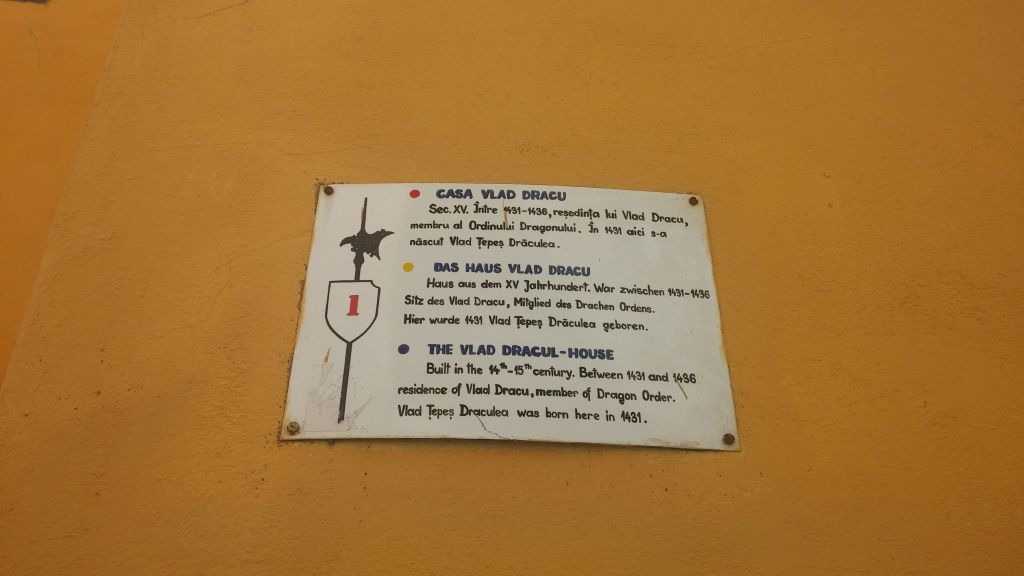 CASA VLAD DRACU
Sec. XV. Între 1431-1436, reședința lui Vlad Dracu,
membru al Ordinului Dragonului. În 1431 aici s-a
născut Vlad Țepeș Drăculea.
DAS HAUS VLAD DRACU
Haus aus dem XV Jahrhundert. War zwischen 1431-1436
Sitz des Vlad Dracu, Mitglied des Drachen Ordens.
Hier wurde 1431 Vlad Țepeș Drăculea geboren.
1
THE VLAD DRACUL-HOUSE
Built in the 14th-15th century. Between 1431 and 1436
residence of Vlad Dracu, member of Dragon Order.
Vlad Țepeș Draculea was born here in 1431.